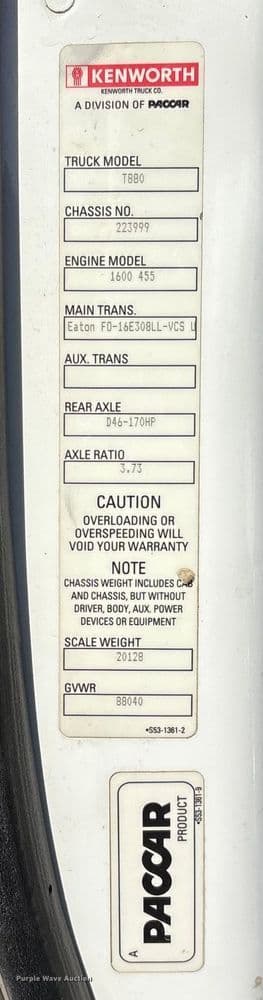 KENWORTH
KENWORTH TRUCK CO.
A DIVISION OF PACCAR
TRUCK MODEL
T880
CHASSIS NO.
223999
ENGINE MODEL
1600 455
MAIN TRANS.
Eaton FO-16E308LL-VCS U
AUX. TRANS
REAR AXLE
D46-170HP
AXLE RATIO
3.73
CAUTION
OVERLOADING OR
OVERSPEEDING WILL
VOID YOUR WARRANTY
NOTE
CHASSIS WEIGHT INCLUDES CAB
AND CHASSIS, BUT WITHOUT
DRIVER, BODY, AUX. POWER
DEVICES OR EQUIPMENT
SCALE WEIGHT
20128
GVWR
88040
•S53-1361-2
A PACCAR
PRODUCT
•S53-1361-9
Purple Wave Auction